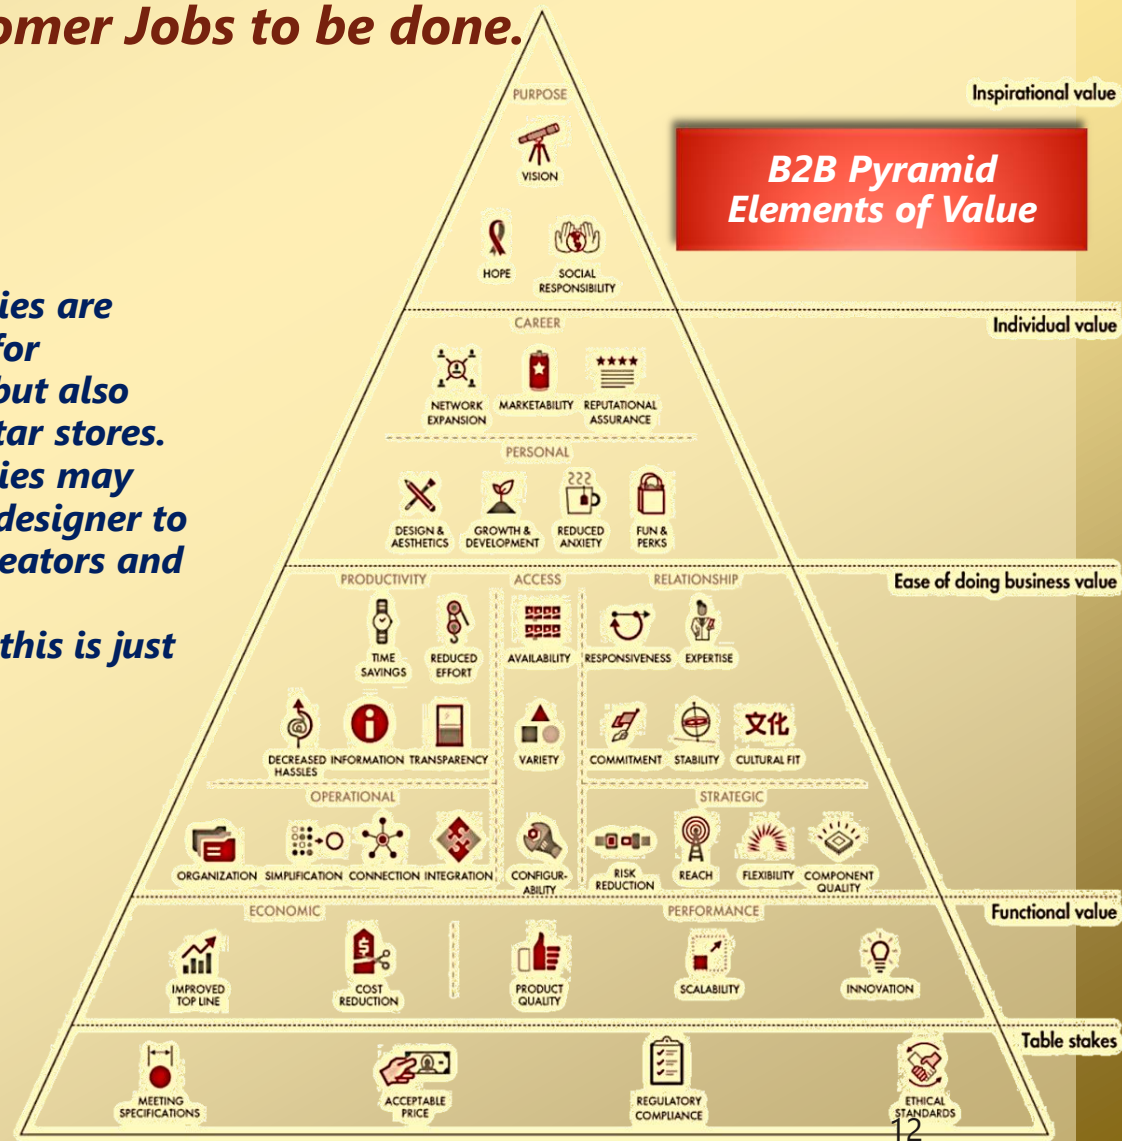 omer Jobs to be done.
PURPOSE
Inspirational value
B2B Pyramid
Elements of Value
VISION
HOPE
SOCIAL
RESPONSIBILITY
ies are
for
but also
tar stores.
ies may
designer to
eators and
this is just
CAREER
Individual value
NETWORK
EXPANSION
MARKETABILITY
REPUTATIONAL
ASSURANCE
PERSONAL
DESIGN &
AESTHETICS
GROWTH &
DEVELOPMENT
REDUCED
ANXIETY
FUN &
PERKS
PRODUCTIVITY
ACCESS
RELATIONSHIP
Ease of doing business value
TIME
SAVINGS
REDUCED
EFFORT
AVAILABILITY
RESPONSIVENESS
EXPERTISE
文化
DECREASED
HASSLES
INFORMATION
TRANSPARENCY
VARIETY
COMMITMENT
STABILITY
CULTURAL FIT
OPERATIONAL
STRATEGIC
ORGANIZATION
SIMPLIFICATION
CONNECTION
INTEGRATION
CONFIGUR-
ABILITY
RISK
REDUCTION
REACH
FLEXIBILITY
COMPONENT
QUALITY
ECONOMIC
PERFORMANCE
Functional value
IMPROVED
TOP LINE
COST
REDUCTION
PRODUCT
QUALITY
SCALABILITY
INNOVATION
Table stakes
MEETING
SPECIFICATIONS
ACCEPTABLE
PRICE
REGULATORY
COMPLIANCE
ETHICAL
STANDARDS
12